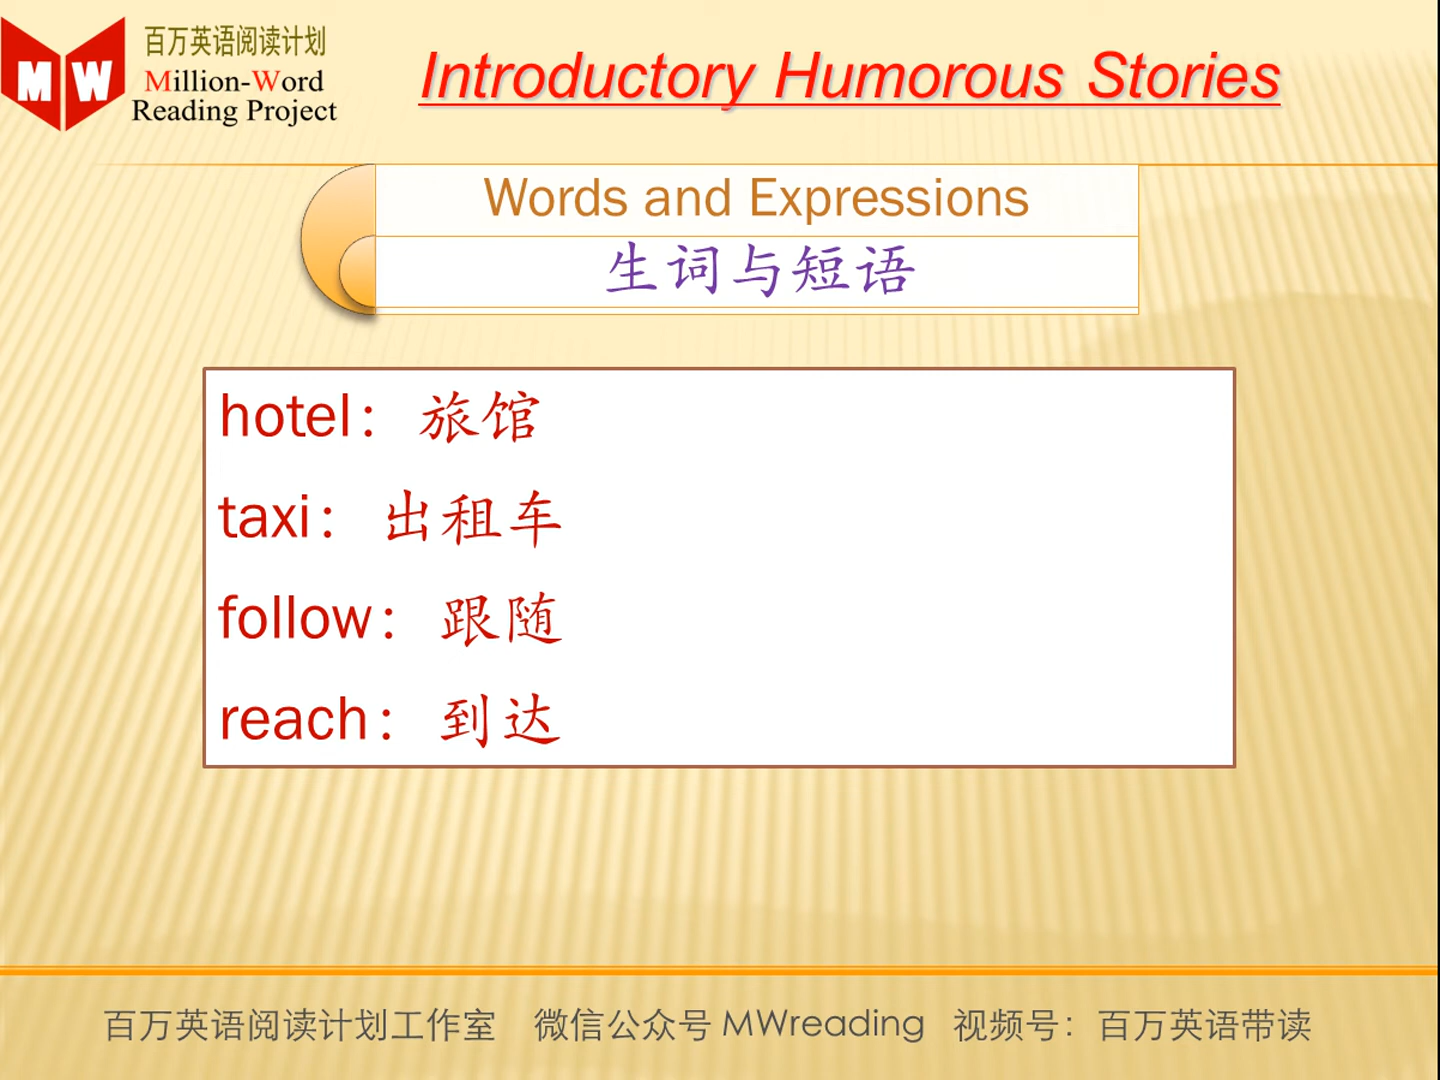 百万英语阅读计划
Million-Word
Reading Project
MW
Introductory Humorous Stories
Words and Expressions
生词与短语
hotel： 旅馆
taxi： 出租车
follow： 跟随
reach： 到达
百万英语阅读计划工作室 微信公众号 MWreading 视频号：百万英语带读